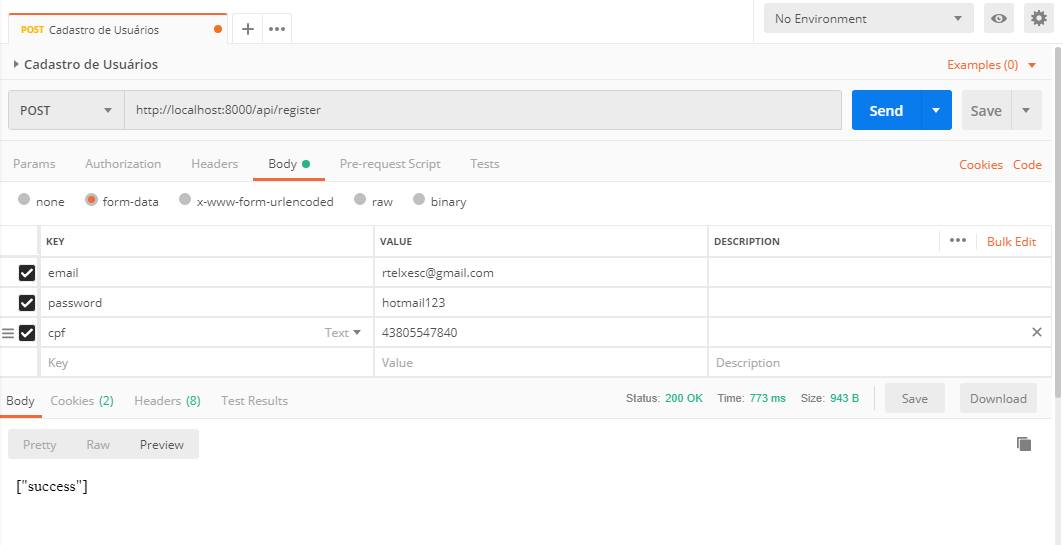 POST Cadastro de Usuários
No Environment
Cadastro de Usuários
Examples (0)
POST
http://localhost:8000/api/register
Send
Save
Params Authorization Headers Body Pre-request Script Tests Cookies Code
none form-data x-www-form-urlencoded raw binary
KEY VALUE DESCRIPTION Bulk Edit
email rtelxesc@gmail.com
password hotmail123
cpf Text 43805547840
Key Value Description
Body Cookies (2) Headers (8) Test Results Status: 200 OK Time: 773 ms Size: 943 B Save Download
Pretty Raw Preview
["success"]